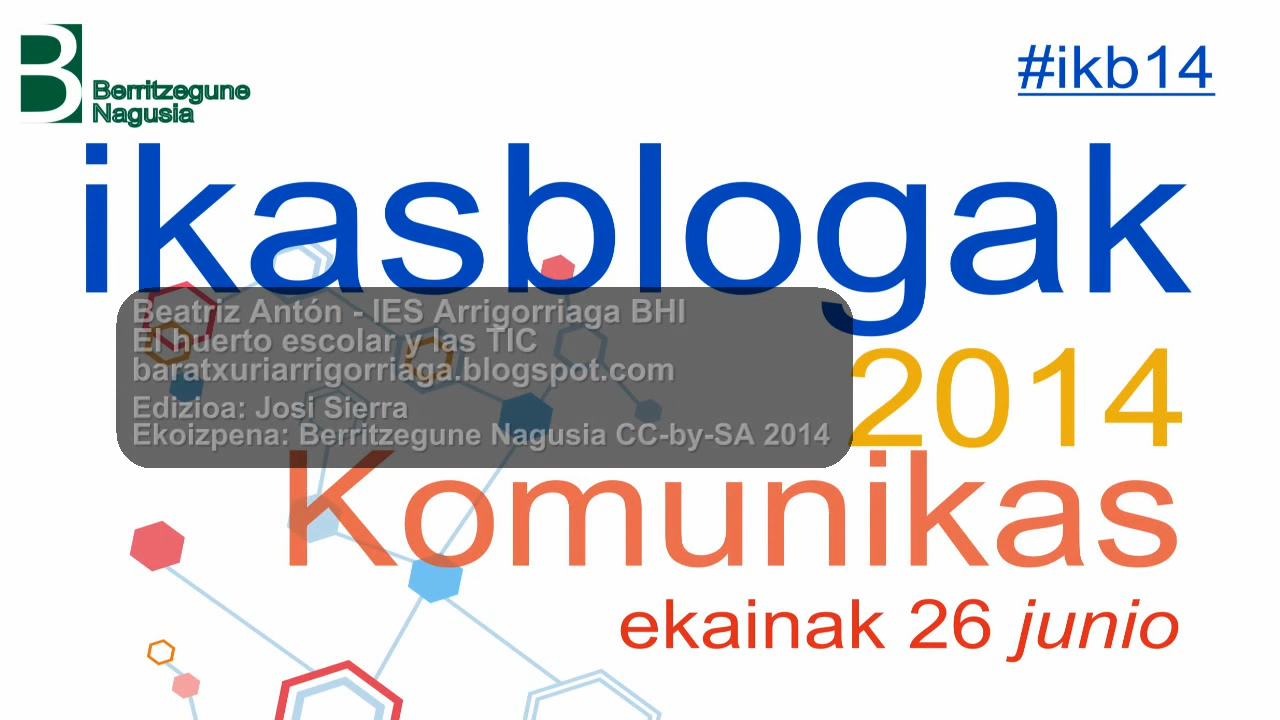 Berritzegune
Nagusia
#ikb14
ikasblogak
Beatriz Antón - IES Arrigorriaga BHI
El huerto escolar y las TIC
baratxuriarrigorriaga.blogspot.com
Edizioa: Josi Sierra
Ekoizpena: Berritzegune Nagusia CC-by-SA 2014
2014
Komunikas
ekainak 26 junio